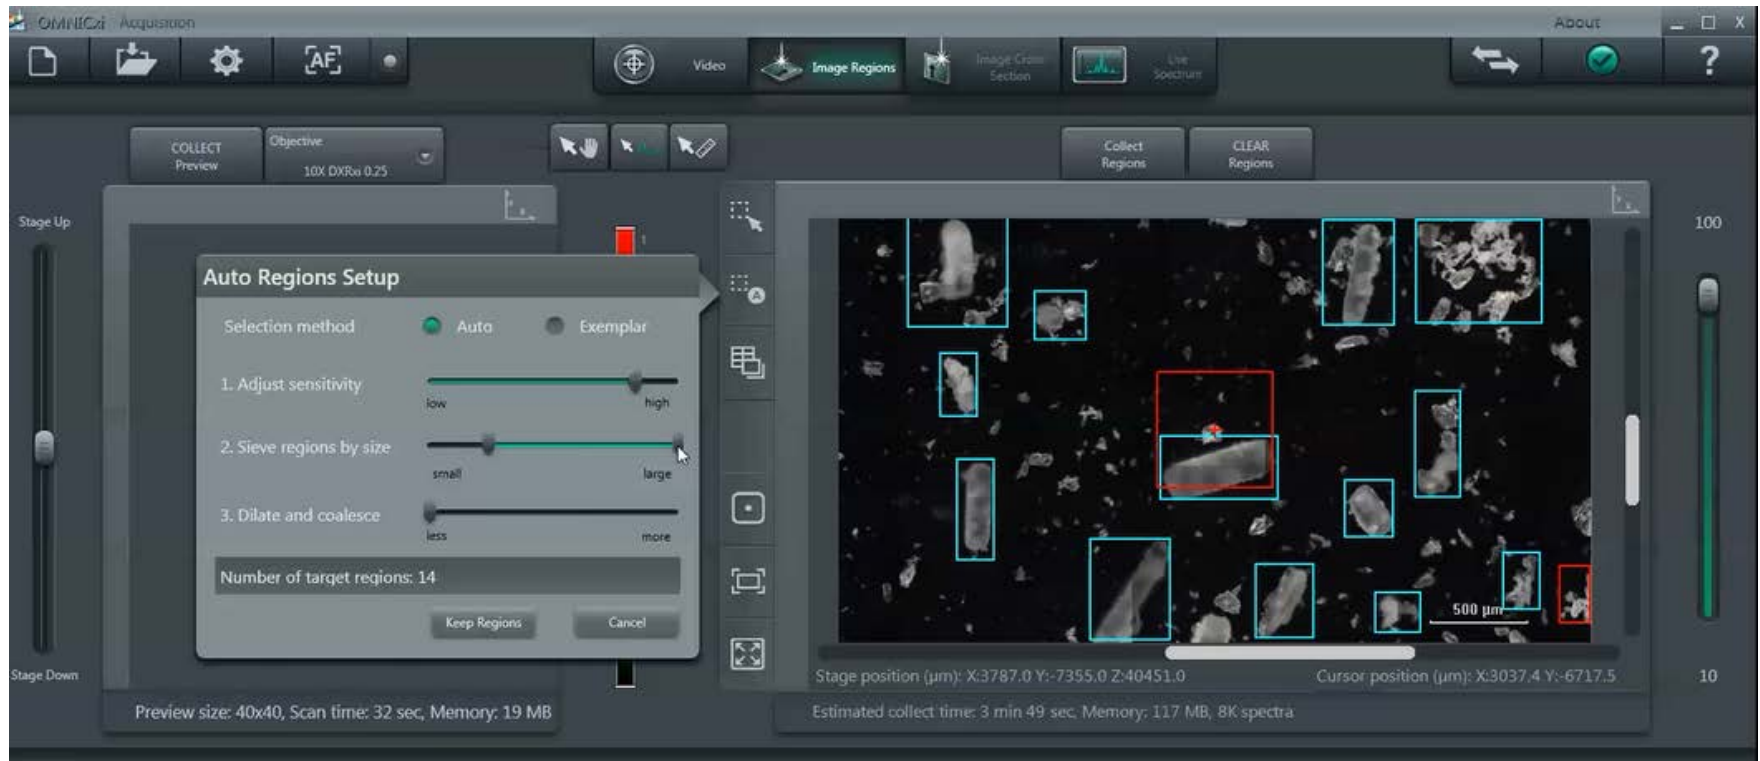 OMNICxi Acquisition
About
AF
Video
Image Regions
Image Cross
Section
Live
Spectrum
?
COLLECT
Preview
Objective
10X DXRxi 0.25
Collect
Regions
CLEAR
Regions
Stage Up
1
100
Auto Regions Setup
Selection method
Auto
Exemplar
1. Adjust sensitivity
low
high
2. Sieve regions by size
small
large
3. Dilate and coalesce
less
more
Number of target regions: 14
Keep Regions
Cancel
A
500 µm
Stage Down
Stage position (µm): X:3787.0 Y:-7355.0 Z:40451.0
Cursor position (µm): X:3037.4 Y:-6717.5
10
Preview size: 40x40, Scan time: 32 sec, Memory: 19 MB
Estimated collect time: 3 min 49 sec, Memory: 117 MB, 8K spectra